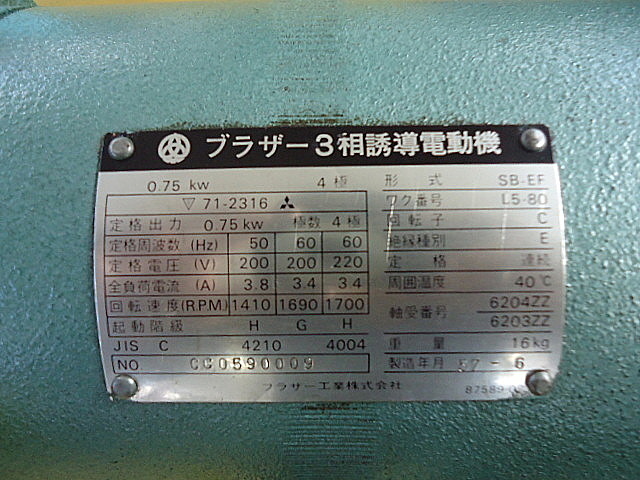 ブラザー3相誘導電動機
0.75 kw 4極
▽ 71-2316
定格出力 0.75kw 極数 4極
定格周波数 (Hz) 50 60 60
定格電圧 (V) 200 200 220
全負荷電流 (A) 3.8 3.4 3.4
回転速度 (R.P.M) 1410 1690 1700
起動階級 H G H
JIS C 4210 4004
NO CC0590009
形式 SB-EF
ワク番号 L5-80
回転子 C
絶縁種別 E
定格 連続
周囲温度 40℃
軸受番号 6204ZZ
6203ZZ
重量 16kg
製造年月 57-6
ブラザー工業株式会社